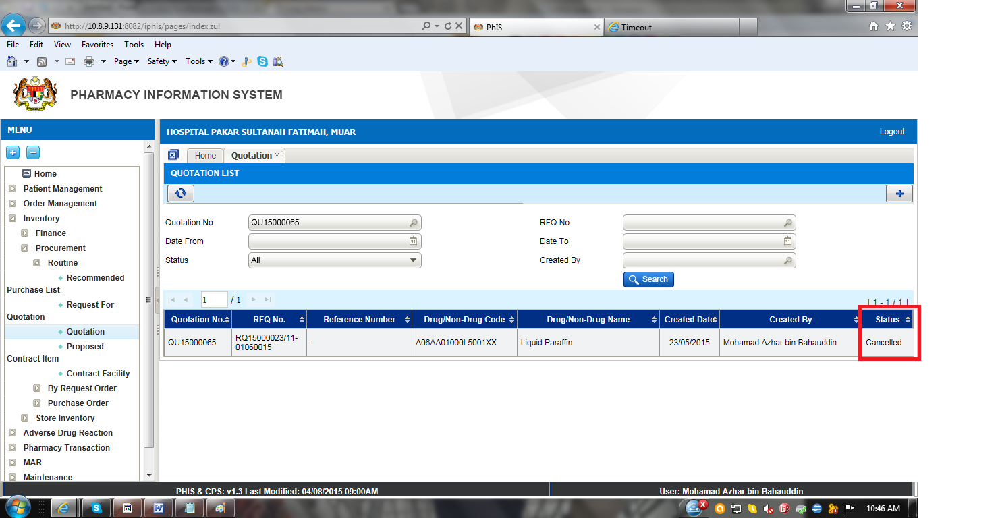 http://10.8.9.131:8082/iphis/pages/index.zul
PhIS
Timeout
File Edit View Favorites Tools Help
Page Safety Tools
PHARMACY INFORMATION SYSTEM
MENU
HOSPITAL PAKAR SULTANAH FATIMAH, MUAR
Logout
Home
Patient Management
Order Management
Inventory
Finance
Procurement
Routine
Recommended
Purchase List
Request For
Quotation
Quotation
Proposed
Contract Item
Contract Facility
By Request Order
Purchase Order
Store Inventory
Adverse Drug Reaction
Pharmacy Transaction
MAR
Maintenance
Home Quotation
QUOTATION LIST
Quotation No. QU15000065 RFQ No.
Date From 31 Date To 31
Status All Created By
Search
1 / 1
[ 1 - 1 / 1 ]
Quotation No. RFQ No. Reference Number Drug/Non-Drug Code Drug/Non-Drug Name Created Date Created By Status
QU15000065 RQ15000023/11-01060015 - A06AA01000L5001XX Liquid Paraffin 23/05/2015 Mohamad Azhar bin Bahauddin Cancelled
PHIS & CPS: v1.3 Last Modified: 04/08/2015 09:00AM
User: Mohamad Azhar bin Bahauddin
10:46 AM